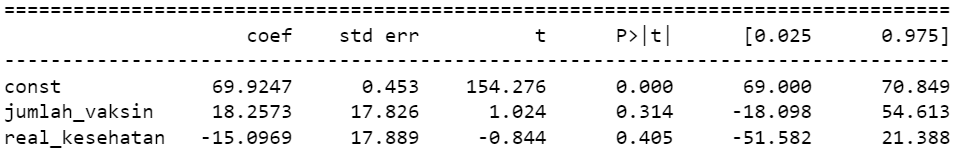 ==============================================================================
coef std err t P>|t| [0.025 0.975]
------------------------------------------------------------------------------
const 69.9247 0.453 154.276 0.000 69.000 70.849
jumlah_vaksin 18.2573 17.826 1.024 0.314 -18.098 54.613
real_kesehatan -15.0969 17.889 -0.844 0.405 -51.582 21.388